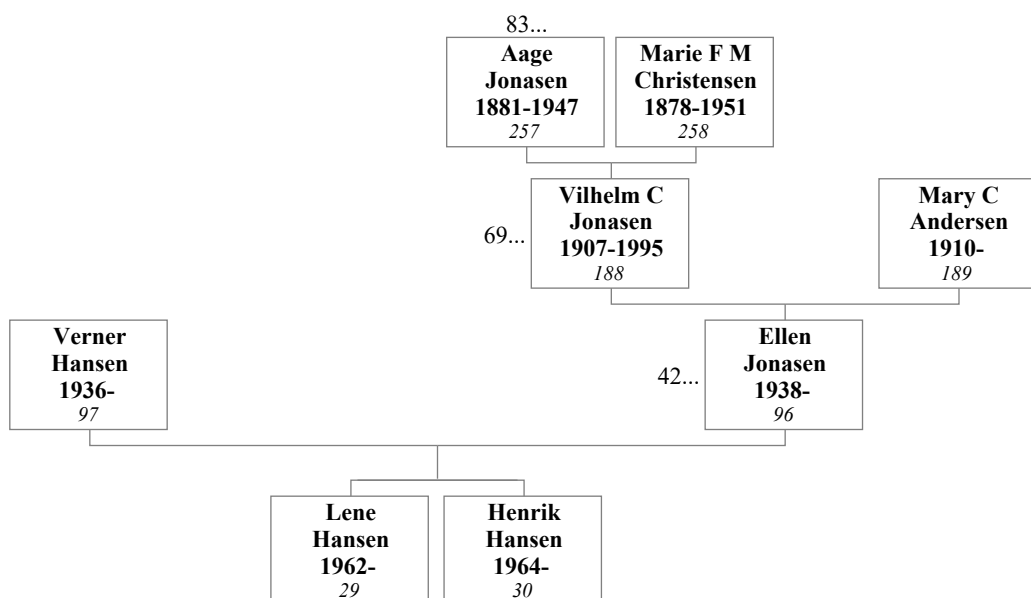 83...
Aage
Jonasen
1881-1947
257
Marie F M
Christensen
1878-1951
258
69...
Vilhelm C
Jonasen
1907-1995
188
Mary C
Andersen
1910-
189
Verner
Hansen
1936-
97
42...
Ellen
Jonasen
1938-
96
Lene
Hansen
1962-
29
Henrik
Hansen
1964-
30